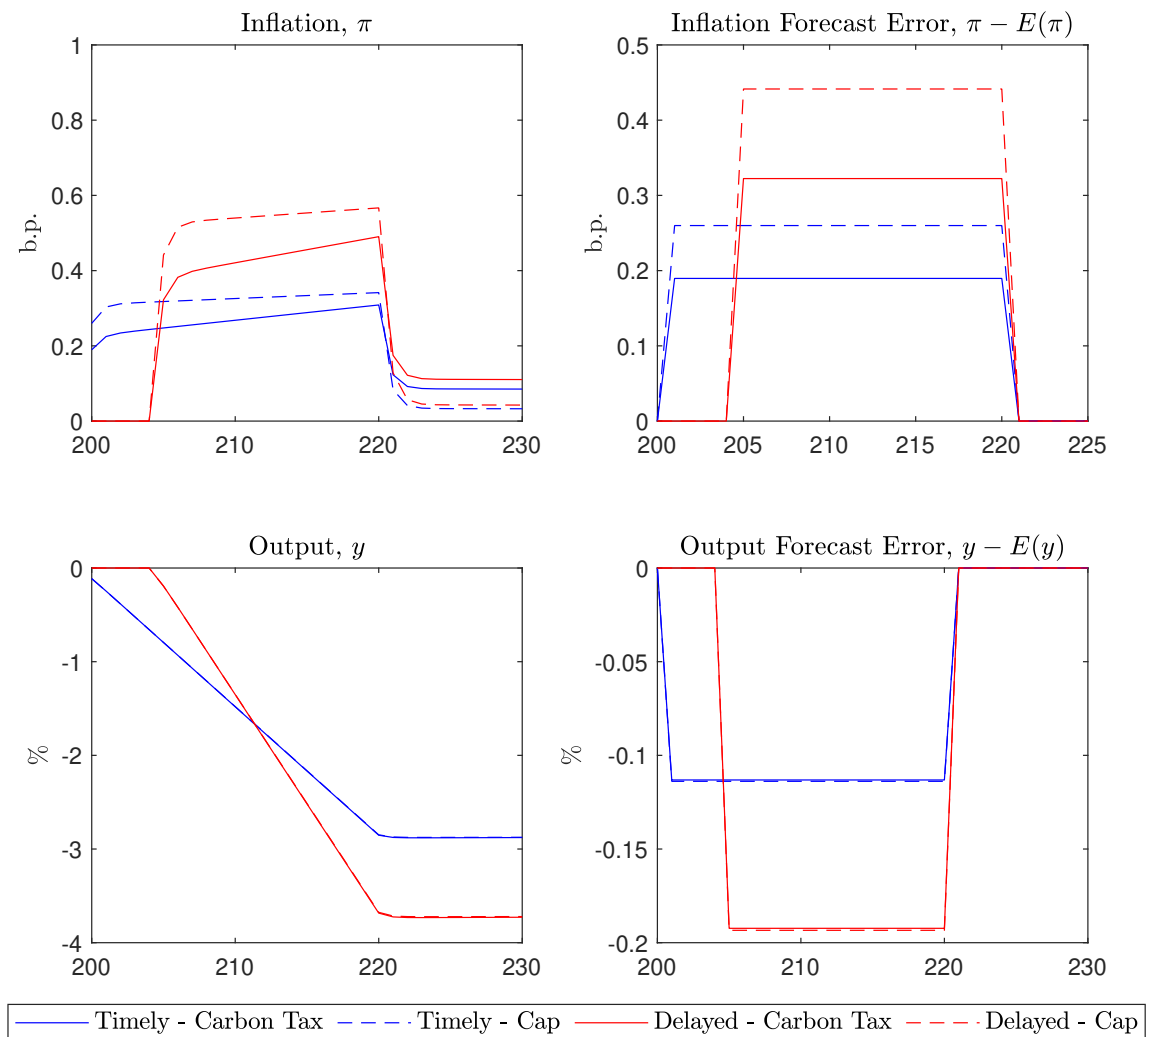 Inflation, π
Inflation Forecast Error, π − E(π)
b.p.
1
0.8
0.6
0.4
0.2
0
200 210 220 230
b.p.
0.5
0.4
0.3
0.2
0.1
0
200 205 210 215 220 225
Output, y
Output Forecast Error, y − E(y)
%
0
-1
-2
-3
-4
200 210 220 230
%
0
-0.05
-0.1
-0.15
-0.2
200 210 220 230
Timely - Carbon Tax Timely - Cap Delayed - Carbon Tax Delayed - Cap